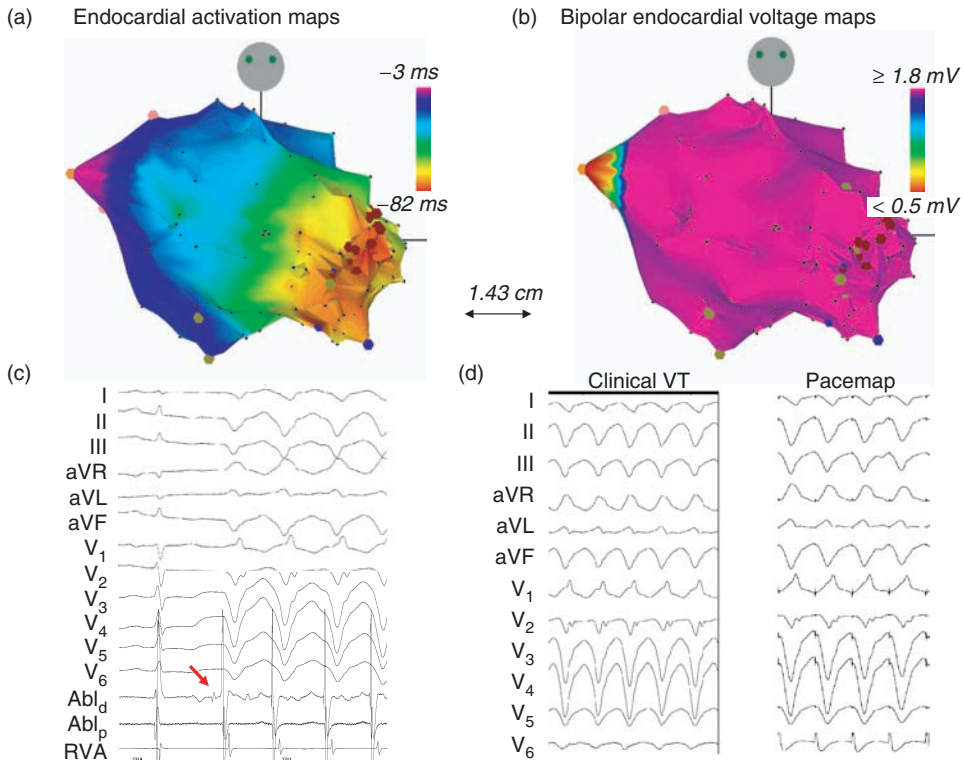 (a) Endocardial activation maps
(b) Bipolar endocardial voltage maps
−3 ms
−82 ms
≥ 1.8 mV
< 0.5 mV
1.43 cm
(c)
I
II
III
aVR
aVL
aVF
V1
V2
V3
V4
V5
V6
Abld
Ablp
RVA
(d)
Clinical VT
Pacemap
I
II
III
aVR
aVL
aVF
V1
V2
V3
V4
V5
V6